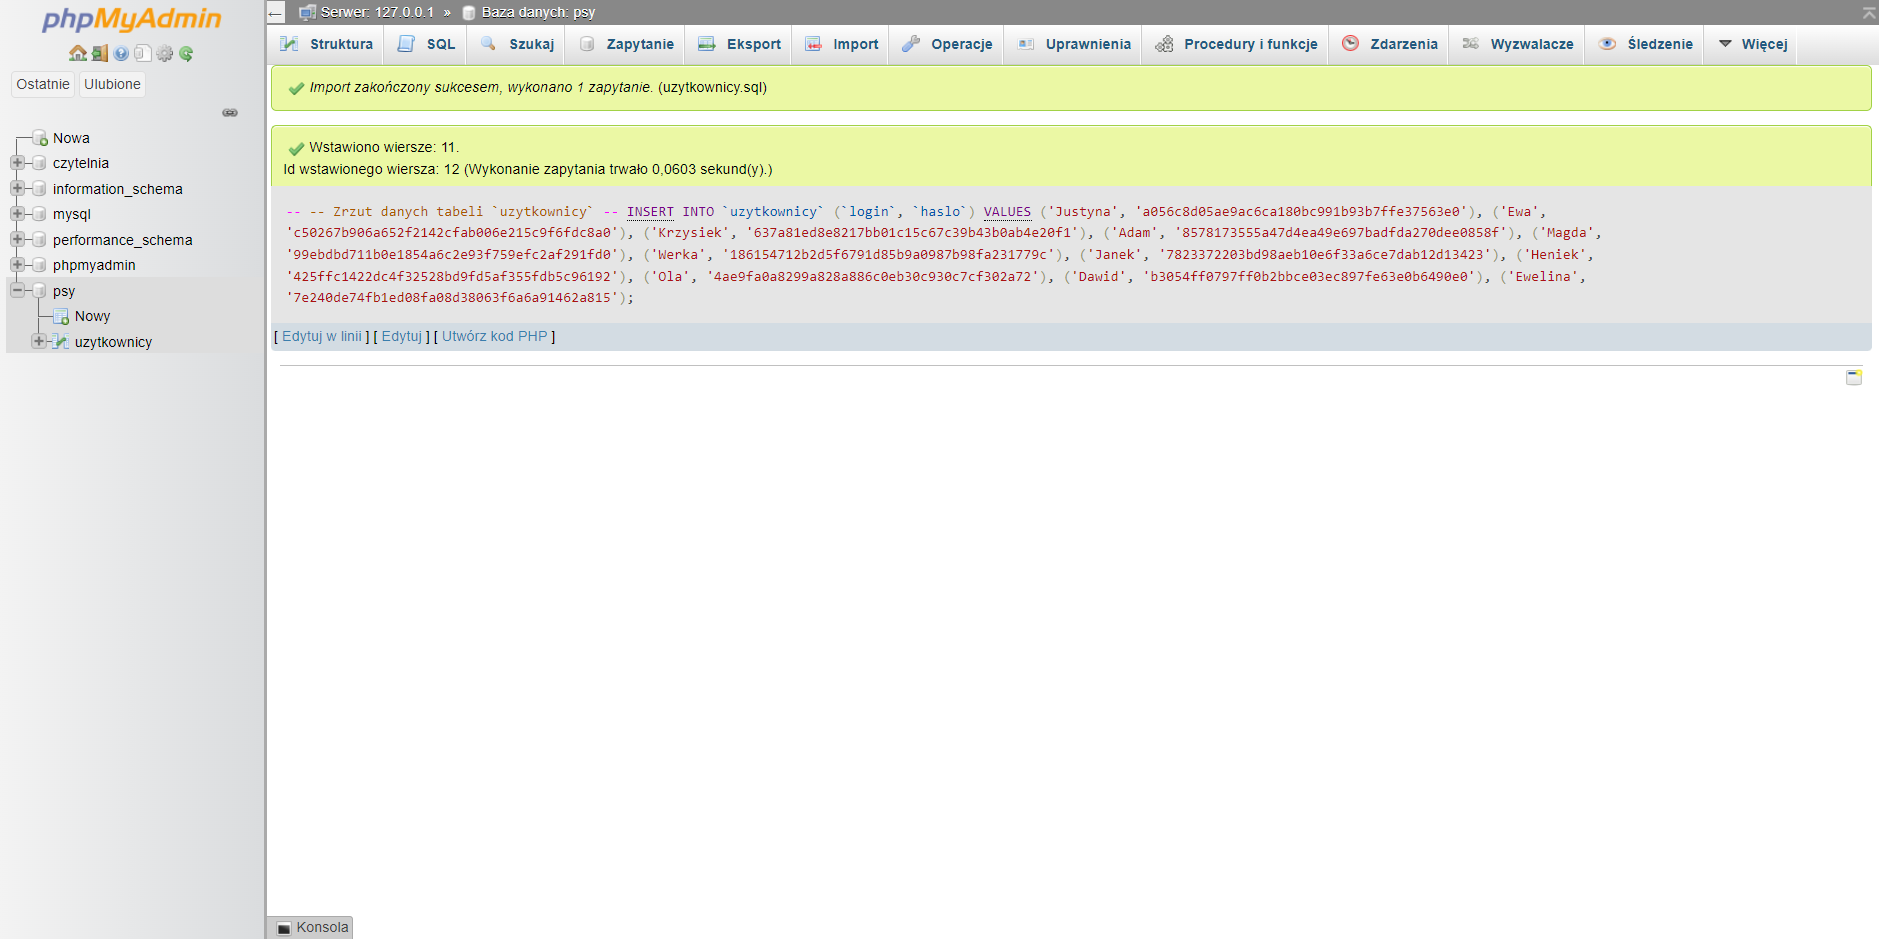 phpMyAdmin
Ostatnie Ulubione
Nowa
czytelnia
information_schema
mysql
performance_schema
phpmyadmin
psy
Nowy
uzytkownicy
Serwer: 127.0.0.1 » Baza danych: psy
Struktura SQL Szukaj Zapytanie Eksport Import Operacje Uprawnienia Procedury i funkcje Zdarzenia Wyzwalacze Śledzenie Więcej
Import zakończony sukcesem, wykonano 1 zapytanie. (uzytkownicy.sql)
Wstawiono wiersze: 11.
Id wstawionego wiersza: 12 (Wykonanie zapytania trwało 0,0603 sekund(y).)
-- -- Zrzut danych tabeli `uzytkownicy` -- INSERT INTO `uzytkownicy` (`login`, `haslo`) VALUES ('Justyna', 'a056c8d05ae9ac6ca180bc991b93b7ffe37563e0'), ('Ewa',
'c50267b906a652f2142cfab006e215c9f6fdc8a0'), ('Krzysiek', '637a81ed8e8217bb01c15c67c39b43b0ab4e20f1'), ('Adam', '8578173555a47d4ea49e697badfda270dee0858f'), ('Magda',
'99ebdbd711b0e1854a6c2e93f759efc2af291fd0'), ('Werka', '186154712b2d5f6791d85b9a0987b98fa231779c'), ('Janek', '7823372203bd98aeb10e6f33a6ce7dab12d13423'), ('Heniek',
'425ffc1422dc4f32528bd9fd5af355fdb5c96192'), ('Ola', '4ae9fa0a8299a828a886c0eb30c930c7cf302a72'), ('Dawid', 'b3054ff0797ff0b2bbce03ec897fe63e0b6490e0'), ('Ewelina',
'7e240de74fb1ed08fa08d38063f6a6a91462a815');
[ Edytuj w linii ] [ Edytuj ] [ Utwórz kod PHP ]
Konsola